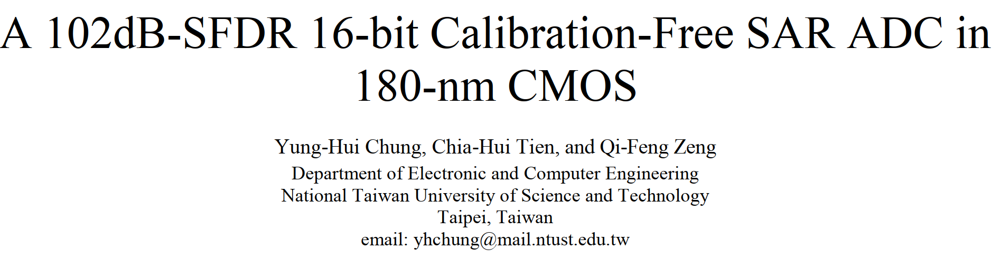 A 102dB-SFDR 16-bit Calibration-Free SAR ADC in
180-nm CMOS
Yung-Hui Chung, Chia-Hui Tien, and Qi-Feng Zeng
Department of Electronic and Computer Engineering
National Taiwan University of Science and Technology
Taipei, Taiwan
email: yhchung@mail.ntust.edu.tw